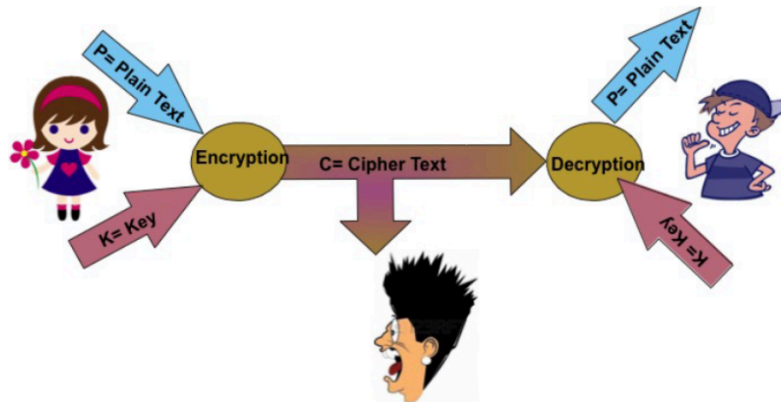 P= Plain Text
P= Plain Text
Encryption
C= Cipher Text
Decryption
K= Key
K= Key